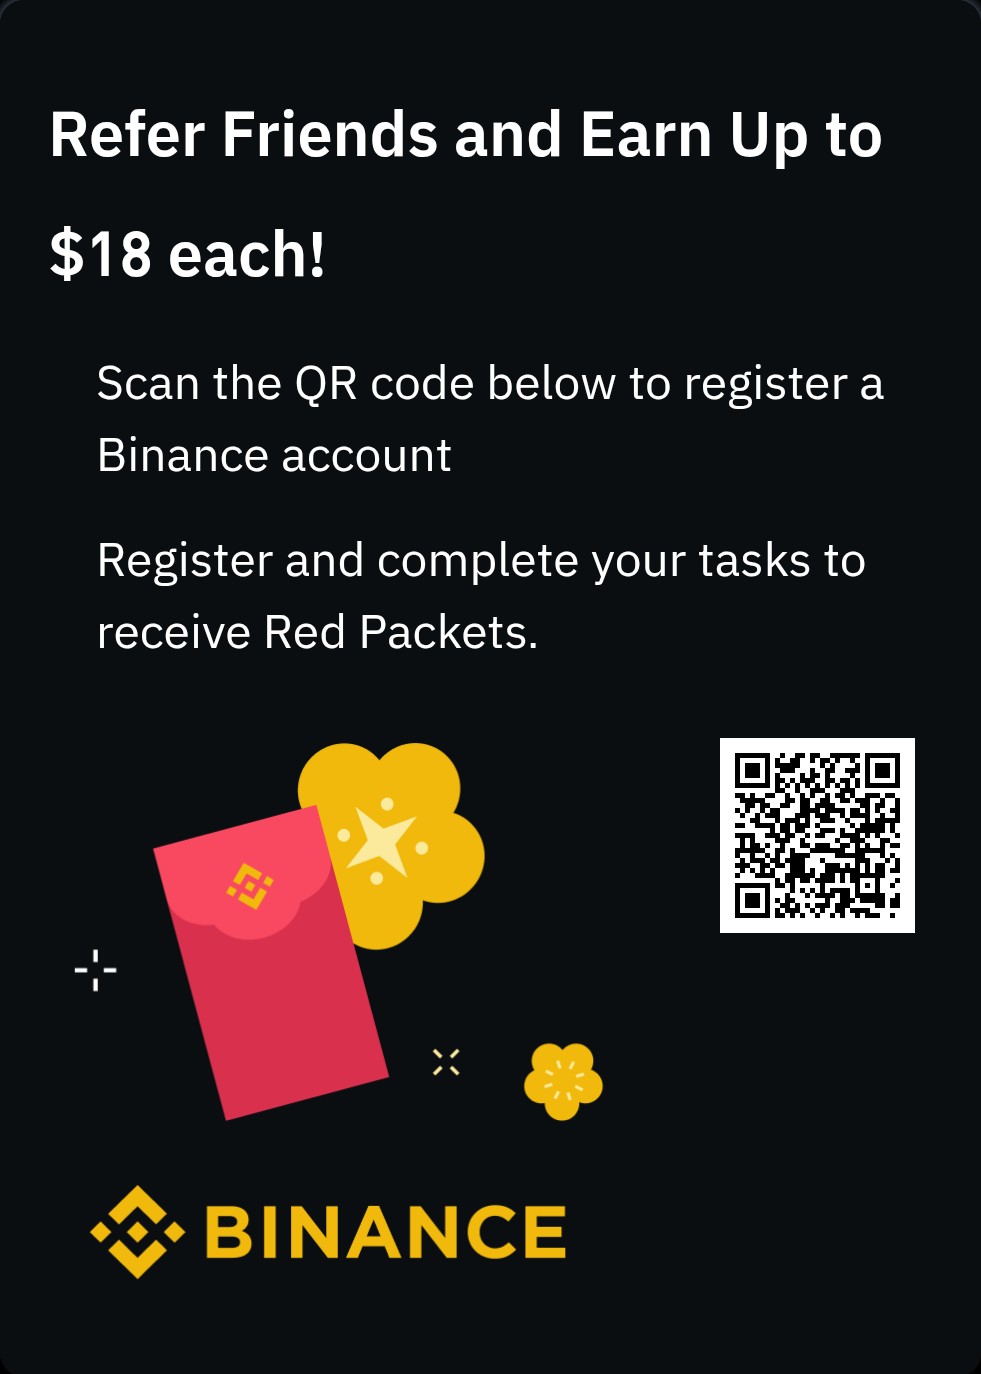 Refer Friends and Earn Up to
$18 each!
Scan the QR code below to register a
Binance account
Register and complete your tasks to
receive Red Packets.
BINANCE